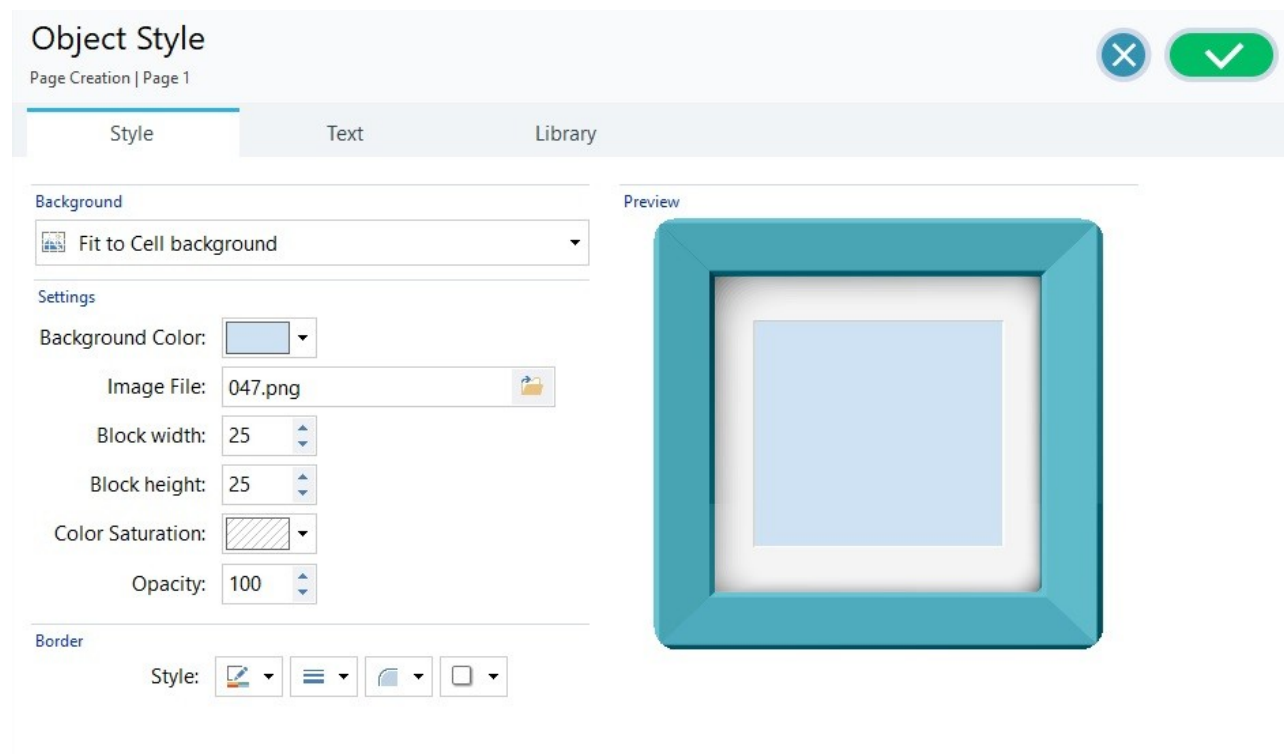 Object Style
Page Creation | Page 1
Style Text Library
Background
Fit to Cell background
Settings
Background Color:
Image File: 047.png
Block width: 25
Block height: 25
Color Saturation:
Opacity: 100
Border
Style:
Preview